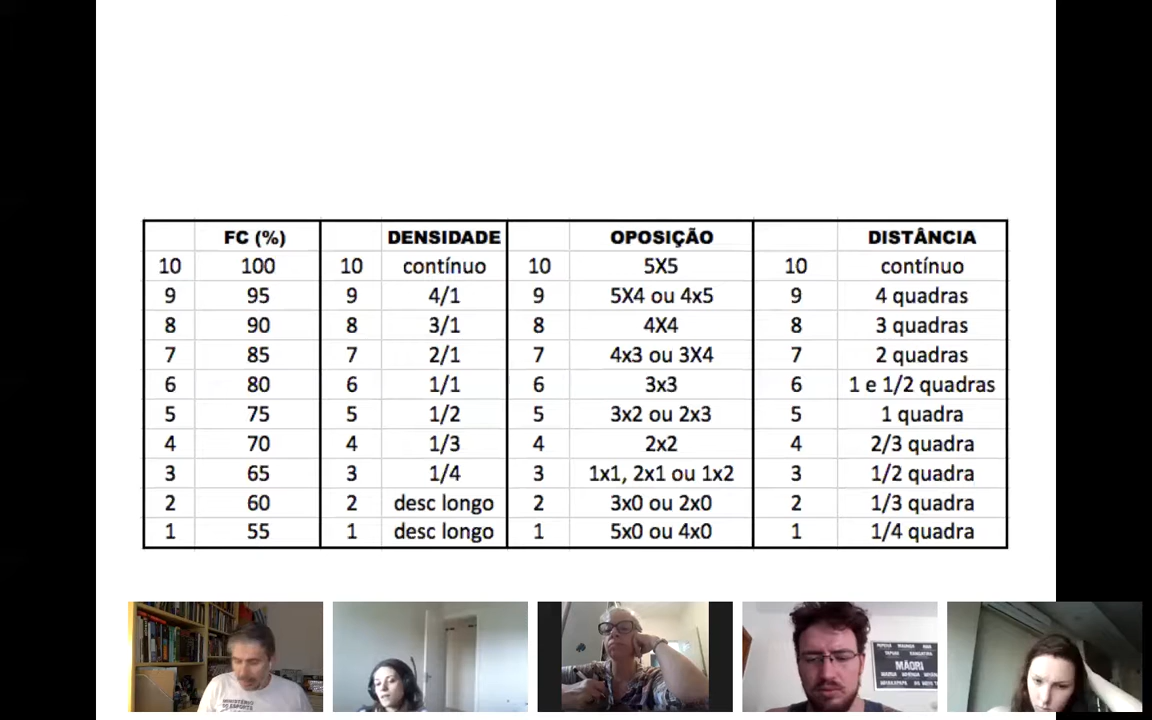 FC (%) DENSIDADE OPOSIÇÃO DISTÂNCIA
10 100 10 contínuo 10 5X5 10 contínuo
9 95 9 4/1 9 5X4 ou 4x5 9 4 quadras
8 90 8 3/1 8 4X4 8 3 quadras
7 85 7 2/1 7 4x3 ou 3X4 7 2 quadras
6 80 6 1/1 6 3x3 6 1 e 1/2 quadras
5 75 5 1/2 5 3x2 ou 2x3 5 1 quadra
4 70 4 1/3 4 2x2 4 2/3 quadra
3 65 3 1/4 3 1x1, 2x1 ou 1x2 3 1/2 quadra
2 60 2 desc longo 2 3x0 ou 2x0 2 1/3 quadra
1 55 1 desc longo 1 5x0 ou 4x0 1 1/4 quadra
MINISTÉRIO
DO ESPORTE
MĀORI